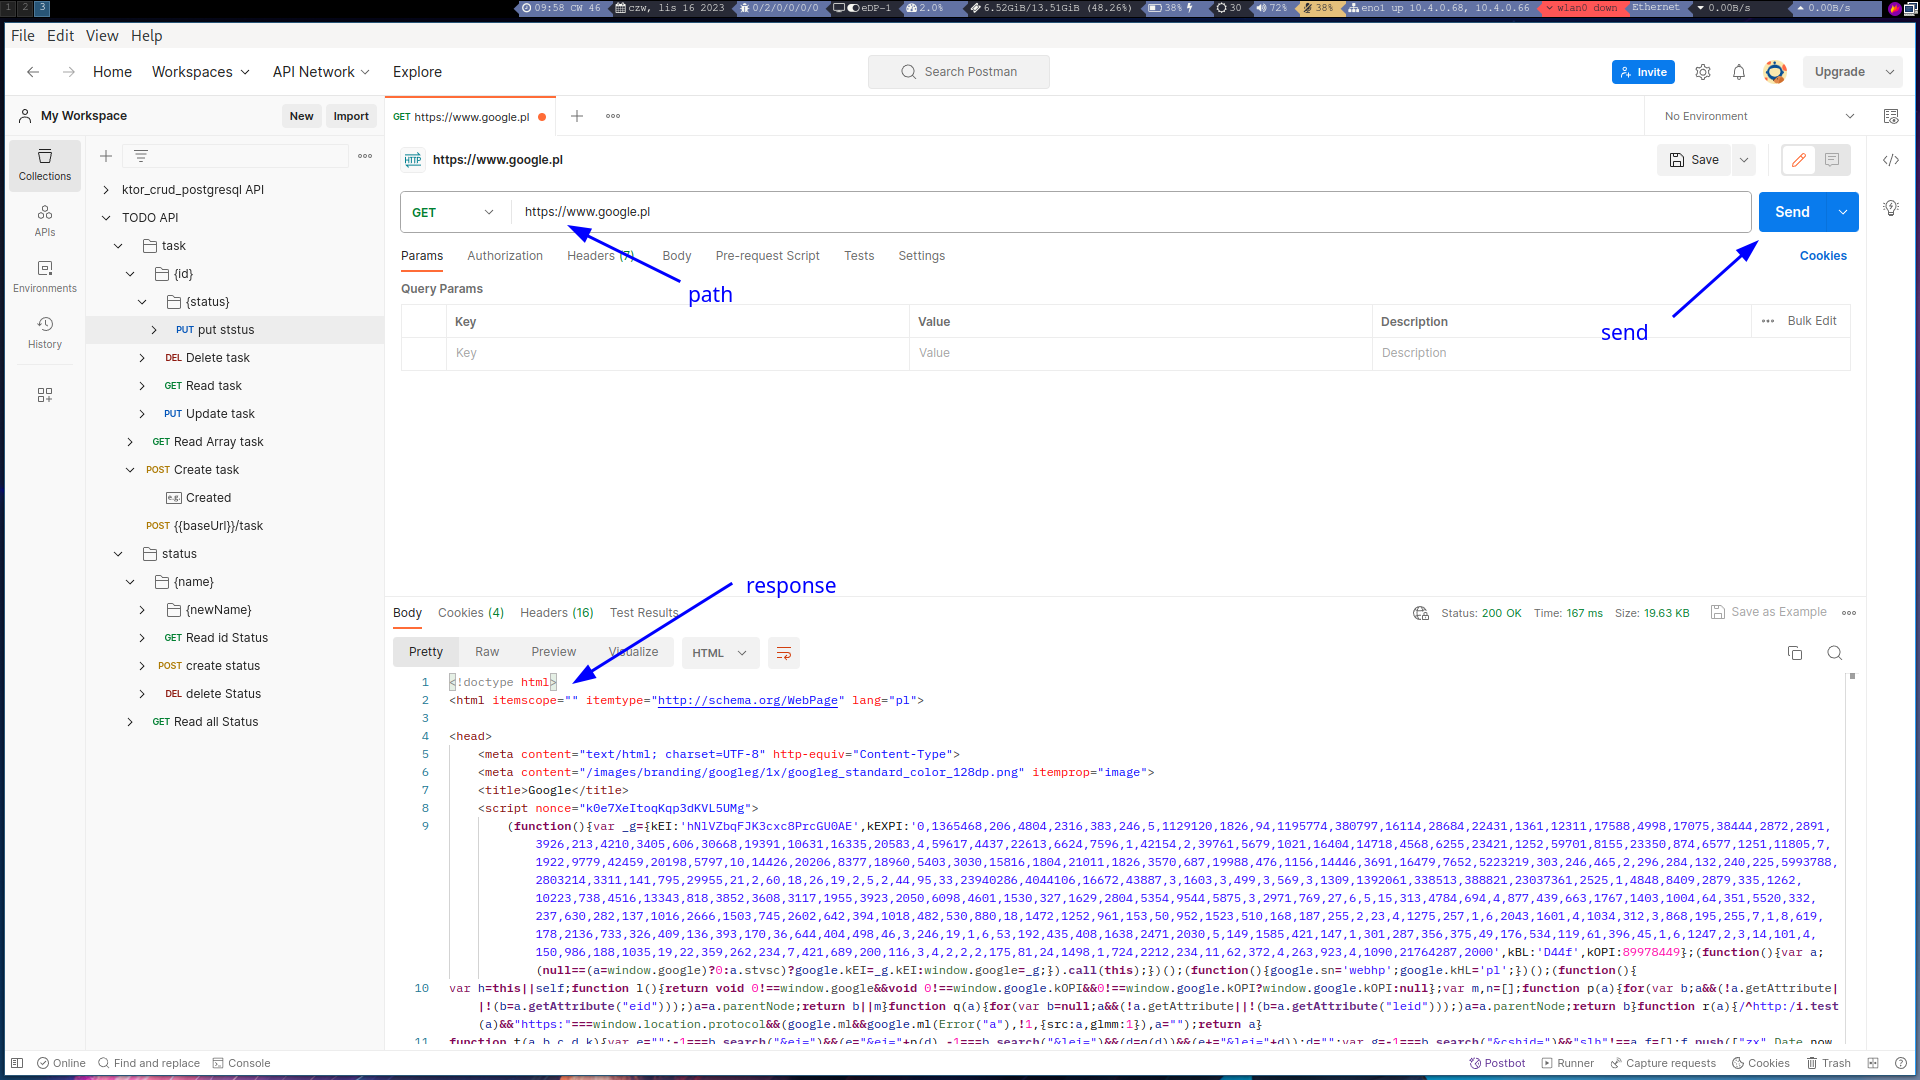 1 2 3 09:58 CW 46 czw, lis 16 2023 0/2/0/0/0/0 eDP-1 2.0% 6.52GiB/13.51GiB (48.26%) 38% 30 72% 38% eno1 up 10.4.0.68, 10.4.0.66 wlan0 down Ethernet 0.00B/s 0.00B/s
File Edit View Help
Home Workspaces API Network Explore Search Postman Invite Upgrade
My Workspace New Import GET https://www.google.pl No Environment
HTTP https://www.google.pl Save
Collections
APIs
Environments
History
ktor_crud_postgresql API
TODO API
task
{id}
{status}
PUT put ststus
DEL Delete task
GET Read task
PUT Update task
GET Read Array task
POST Create task
e.g. Created
POST {{baseUrl}}/task
status
{name}
{newName}
GET Read id Status
POST create status
DEL delete Status
GET Read all Status
GET https://www.google.pl Send
Params Authorization Headers (7) Body Pre-request Script Tests Settings Cookies
path
send
Query Params
Key Value Description Bulk Edit
Key Value Description
response
Body Cookies (4) Headers (16) Test Results Status: 200 OK Time: 167 ms Size: 19.63 KB Save as Example
Pretty Raw Preview Visualize HTML
1 <!doctype html>
2 <html itemscope="" itemtype="http://schema.org/WebPage" lang="pl">
3
4 <head>
5 <meta content="text/html; charset=UTF-8" http-equiv="Content-Type">
6 <meta content="/images/branding/googleg/1x/googleg_standard_color_128dp.png" itemprop="image">
7 <title>Google</title>
8 <script nonce="k0e7XeItoqKqp3dKVL5UMg">
9 (function(){var _g={kEI:'hNlVZbqFJK3cxc8PrcGU0AE',kEXPI:'0,1365468,206,4804,2316,383,246,5,1129120,1826,94,1195774,380797,16114,28684,22431,1361,12311,17588,4998,17075,38444,2872,2891,
3926,213,4210,3405,606,30668,19391,10631,16335,20583,4,59617,4437,22613,6624,7596,1,42154,2,39761,5679,1021,16404,14718,4568,6255,23421,1252,59701,8155,23350,874,6577,1251,11805,7,
1922,9779,42459,20198,5797,10,14426,20206,8377,18960,5403,3030,15816,1804,21011,1826,3570,687,19988,476,1156,14446,3691,16479,7652,5223219,303,246,465,2,296,284,132,240,225,5993788,
2803214,3311,141,795,29955,21,2,60,18,26,19,2,5,2,44,95,33,23940286,4044106,16672,43887,3,1603,3,499,3,569,3,1309,1392061,338513,388821,23037361,2525,1,4848,8409,2879,335,1262,
10223,738,4516,13343,818,3852,3608,3117,1955,3923,2050,6098,4601,1530,327,1629,2804,5354,9544,5875,3,2971,769,27,6,5,15,313,4784,694,4,877,439,663,1767,1403,1004,64,351,5520,332,
237,630,282,137,1016,2666,1503,745,2602,642,394,1018,482,530,880,18,1472,1252,961,153,50,952,1523,510,168,187,255,2,23,4,1275,257,1,6,2043,1601,4,1034,312,3,868,195,255,7,1,8,619,
178,2136,733,326,409,136,393,170,36,644,404,498,46,3,246,19,1,6,53,192,435,408,1638,2471,2030,5,149,1585,421,147,1,301,287,356,375,49,176,534,119,61,396,45,1,6,1247,2,3,14,101,4,
150,986,188,1035,19,22,359,262,234,7,421,689,200,116,3,4,2,2,2,175,81,24,1498,1,724,2212,234,11,62,372,4,263,923,4,1090,21764287,2000',kBL:'D44f',kOPI:89978449};(function(){var a;
(null==(a=window.google)?0:a.stvsc)?google.kEI=_g.kEI:window.google=_g;}).call(this);})();(function(){google.sn='webhp';google.kHL='pl';})();(function(){
10 var h=this||self;function l(){return void 0!==window.google&&void 0!==window.google.kOPI&&0!==window.google.kOPI?window.google.kOPI:null};var m,n=[];function p(a){for(var b;a&&(!a.getAttribute|
|!(b=a.getAttribute("eid")));)a=a.parentNode;return b||m}function q(a){for(var b=null;a&&(!a.getAttribute||!(b=a.getAttribute("leid")));)a=a.parentNode;return b}function r(a){/^http:/i.test
(a)&&"https:"===window.location.protocol&&(google.ml&&google.ml(Error("a"),!1,{src:a,glmm:1}),a="");return a}
11 function t(a,b,c,d,k){var e="";-1===b.search("&ei=")&&(e="&ei="+p(d),-1===b.search("&lei=")&&(d=q(d))&&(e+="&lei="+d));d="";var g=-1===b.search("&cshid=")&&"slh"!==a,f=[];f.push(["zx",Date.now
Online Find and replace Console Postbot Runner Capture requests Cookies Trash